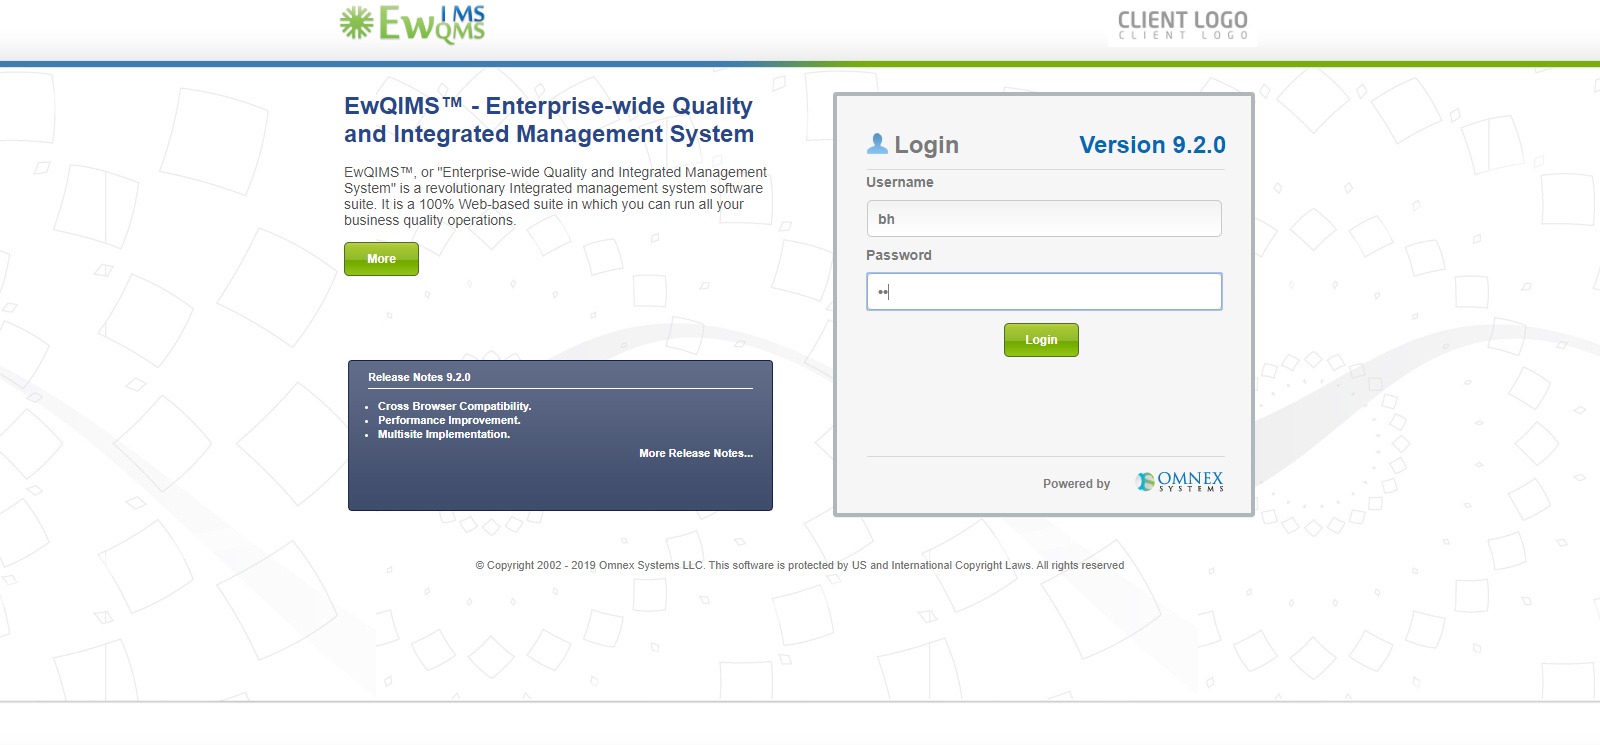 Ew IMS QMS
CLIENT LOGO
CLIENT LOGO
EwQIMS™ - Enterprise-wide Quality
and Integrated Management System
EwQIMS™, or "Enterprise-wide Quality and Integrated Management
System" is a revolutionary Integrated management system software
suite. It is a 100% Web-based suite in which you can run all your
business quality operations.
More
Release Notes 9.2.0
• Cross Browser Compatibility.
• Performance Improvement.
• Multisite Implementation.
More Release Notes...
Login
Version 9.2.0
Username
bh
Password
••
Login
Powered by
OMNEX
SYSTEMS
© Copyright 2002 - 2019 Omnex Systems LLC. This software is protected by US and International Copyright Laws. All rights reserved